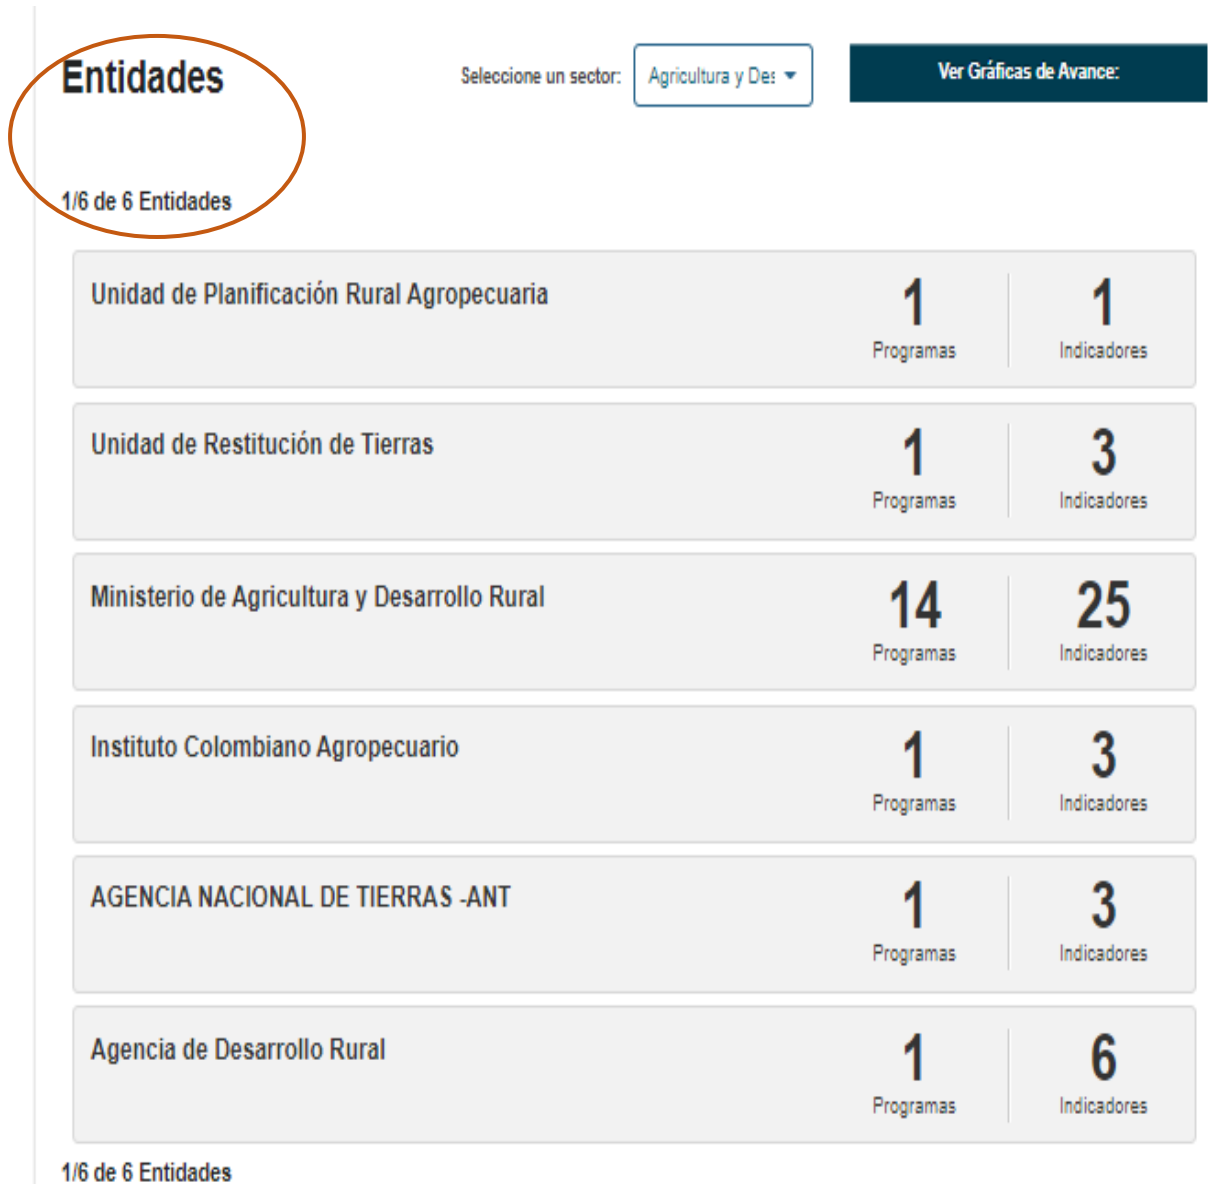 Entidades
Seleccione un sector: Agricultura y Des
Ver Gráficas de Avance:
1/6 de 6 Entidades
Unidad de Planificación Rural Agropecuaria
1 1
Programas Indicadores
Unidad de Restitución de Tierras
1 3
Programas Indicadores
Ministerio de Agricultura y Desarrollo Rural
14 25
Programas Indicadores
Instituto Colombiano Agropecuario
1 3
Programas Indicadores
AGENCIA NACIONAL DE TIERRAS -ANT
1 3
Programas Indicadores
Agencia de Desarrollo Rural
1 6
Programas Indicadores
1/6 de 6 Entidades